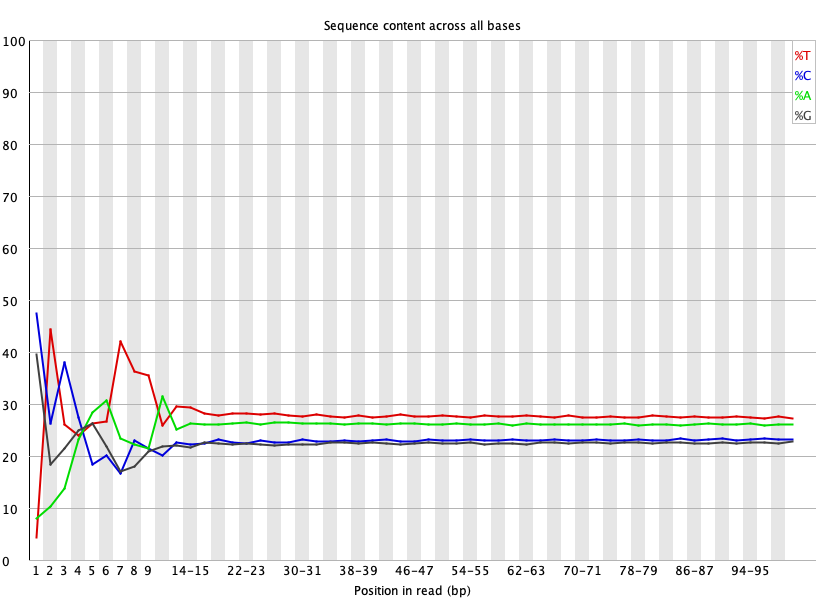 Sequence content across all bases
100
90
80
70
60
50
40
30
20
10
0
%T
%C
%A
%G
1 2 3 4 5 6 7 8 9 14-15 22-23 30-31 38-39 46-47 54-55 62-63 70-71 78-79 86-87 94-95
Position in read (bp)